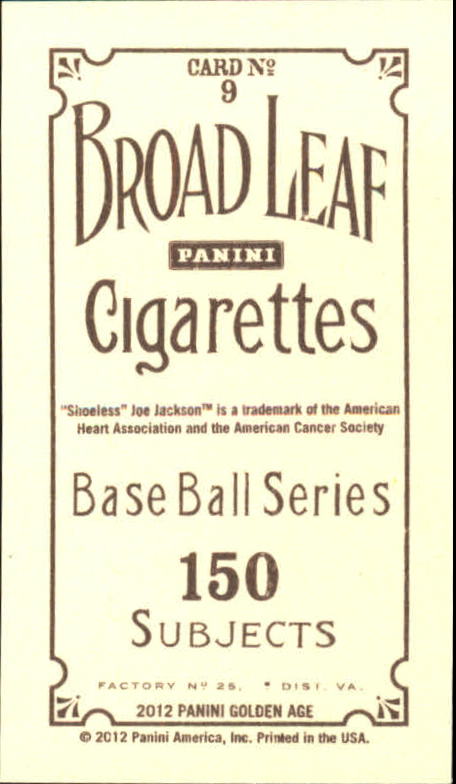 CARD Nº
9
BROAD LEAF
PANINI
Cigarettes
"Shoeless" Joe Jackson™ is a trademark of the American
Heart Association and the American Cancer Society
Base Ball Series
150
SUBJECTS
FACTORY Nº 25, * DIST. VA.
2012 PANINI GOLDEN AGE
© 2012 Panini America, Inc. Printed in the USA.